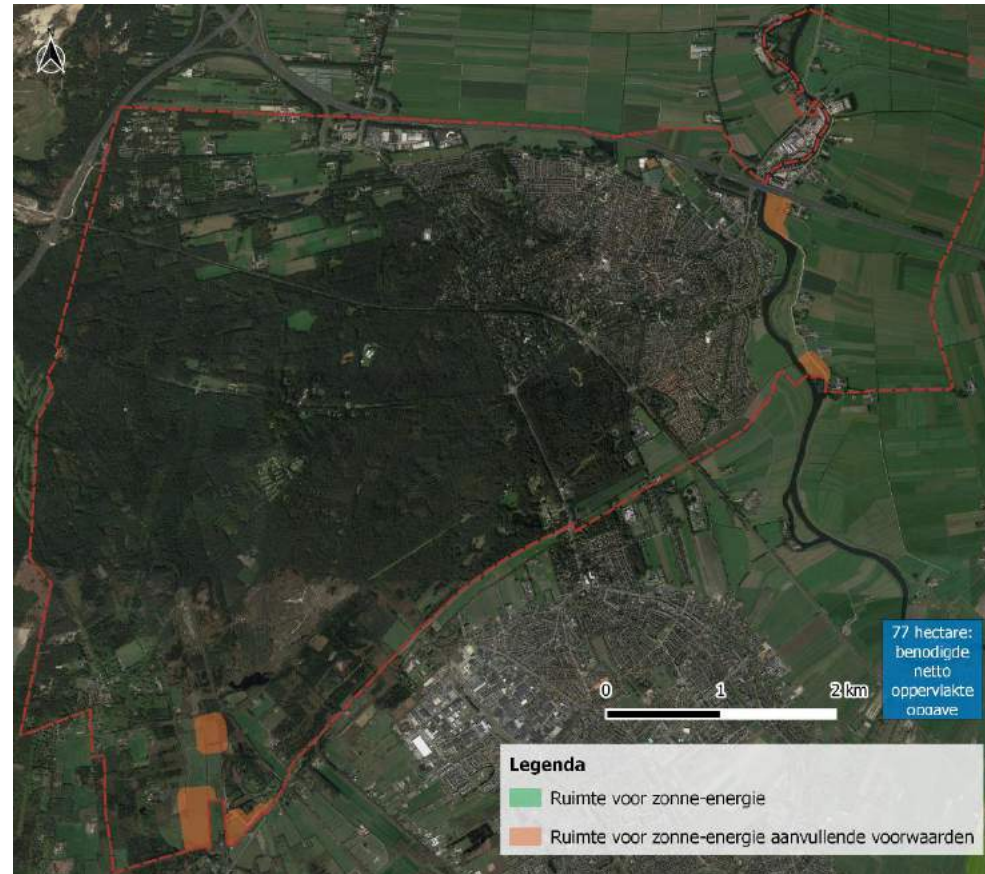 77 hectare:
benodigde
netto
oppervlakte
opgave
0 1 2 km
Legenda
Ruimte voor zonne-energie
Ruimte voor zonne-energie aanvullende voorwaarden